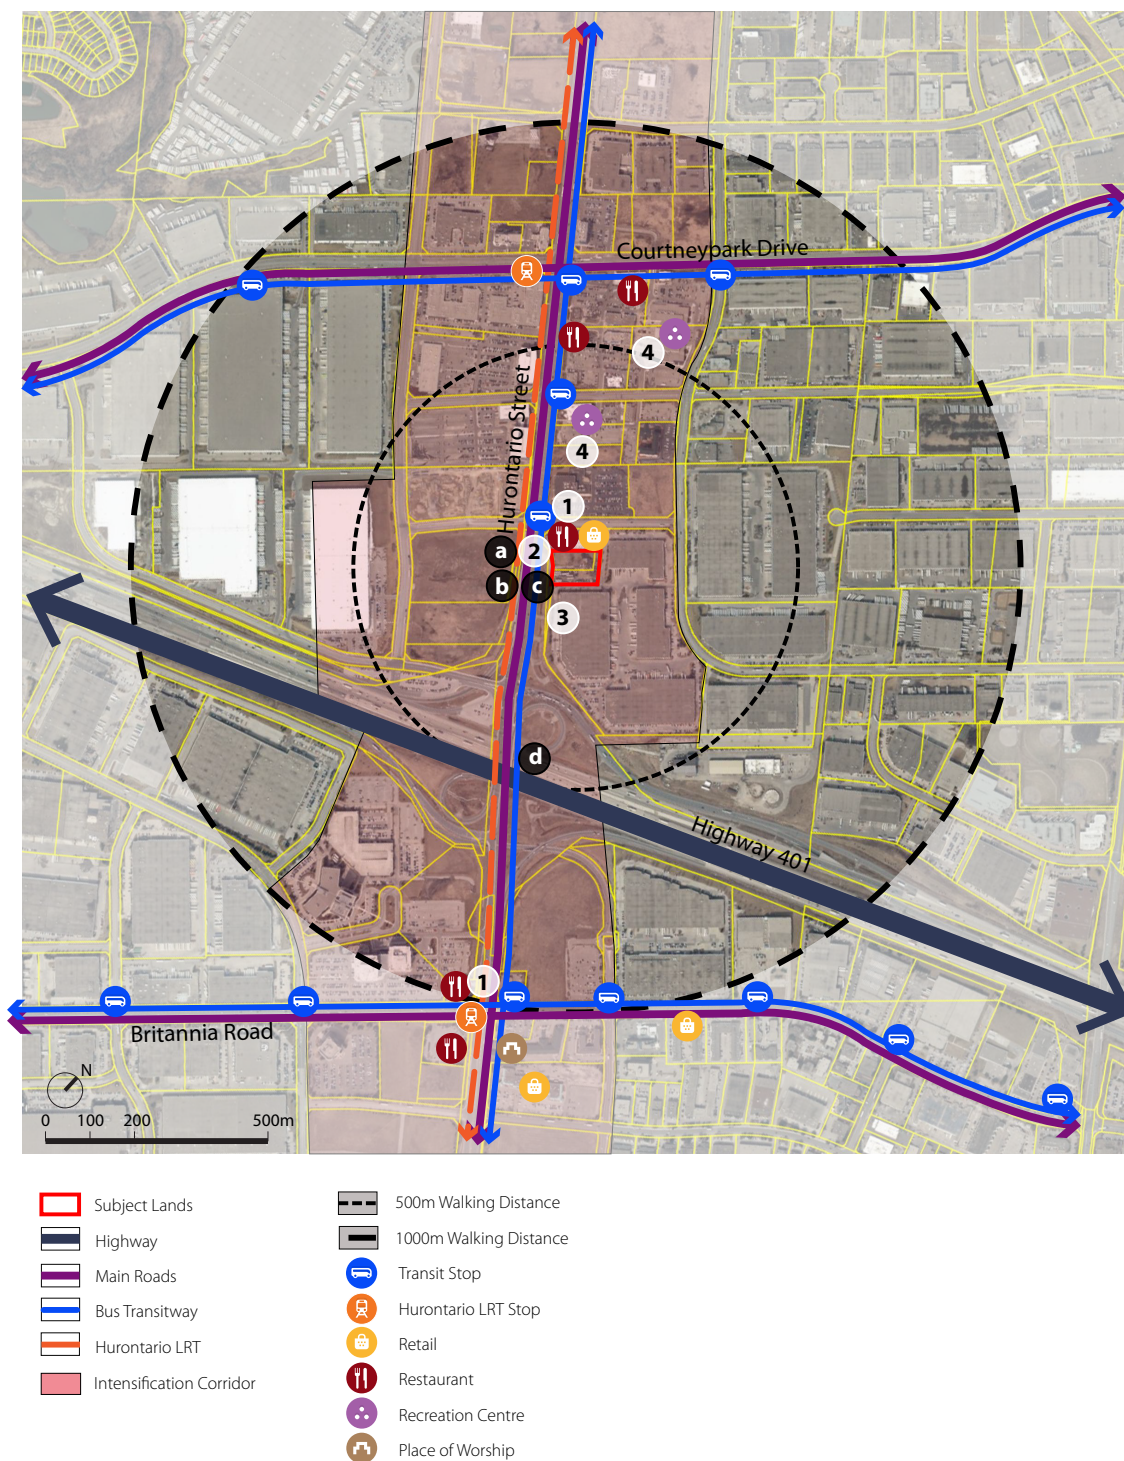 Courtneypark Drive
4
Hurontario Street
4
1
a
2
b
c
3
d
Highway 401
1
Britannia Road
N
0 100 200 500m
Subject Lands
Highway
Main Roads
Bus Transitway
Hurontario LRT
Intensification Corridor
500m Walking Distance
1000m Walking Distance
Transit Stop
Hurontario LRT Stop
Retail
Restaurant
Recreation Centre
Place of Worship